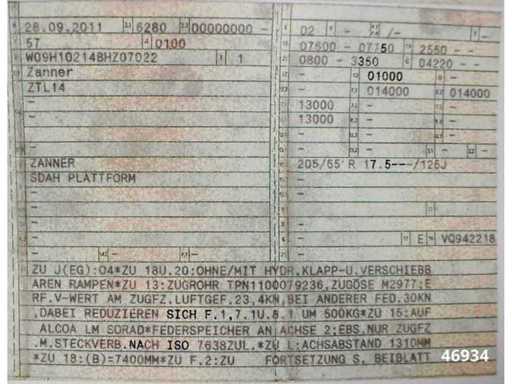 28.09.2011 6280 00000000 -
57 0100
W09H10214BHZ07022 1 1
Zanner
ZTL14
-
-
-
-
ZANNER
SDAH PLATTFORM
-
-
-
-
02 - - /- -
07600 - 07750 2550 - -
0800 - 3350 04220 - -
- 01000
- 014000 014000
13000 - -
13000 - -
- - -
- - -
205/65 R 17.5---/126J
-
-
-
-
- E VQ942218
ZU J(EG):O4*ZU 18U.20:OHNE/MIT HYDR.KLAPP-U.VERSCHIEBB
AREN RAMPEN*ZU 13:ZUGROHR TPN1100079236,ZUGÖSE M2977;E
RF.V-WERT AM ZUGFZ.LUFTGEF.23,4KN,BEI ANDERER FED.30KN
.DABEI REDUZIEREN SICH F.1,7.1U.8.1 UM 500KG*ZU 15:AUF
ALCOA LM SORAD*FEDERSPEICHER AN ACHSE 2;EBS.NUR ZUGFZ
.M.STECKVERB.NACH ISO 7638ZUL.*ZU L:ACHSABSTAND 1310MM
*ZU 18:(B)=7400MM*ZU F.2:ZU FORTSETZUNG S. BEIBLATT
46934